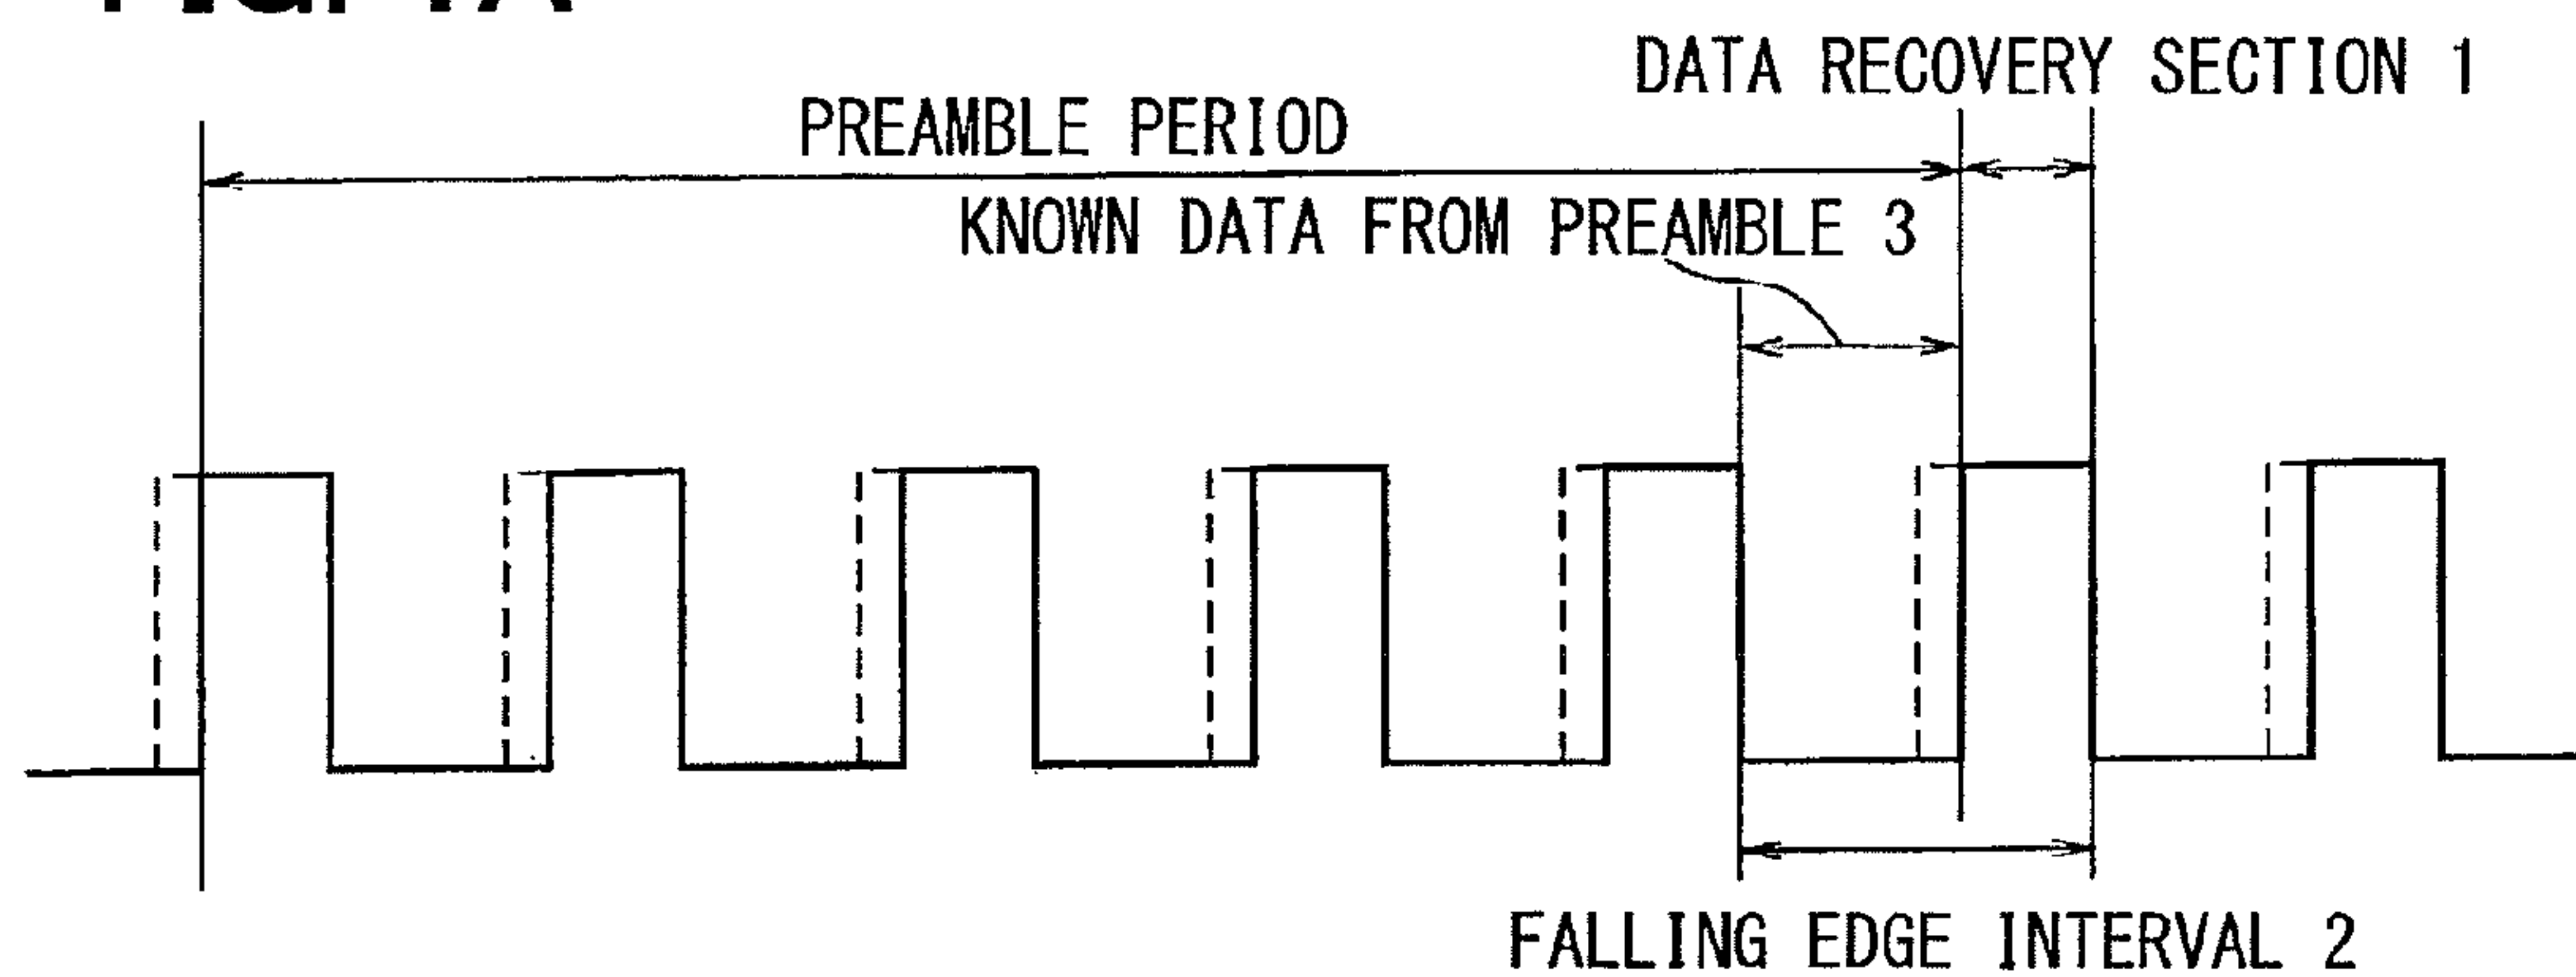 DATA RECOVERY SECTION 1
PREAMBLE PERIOD
KNOWN DATA FROM PREAMBLE 3
FALLING EDGE INTERVAL 2